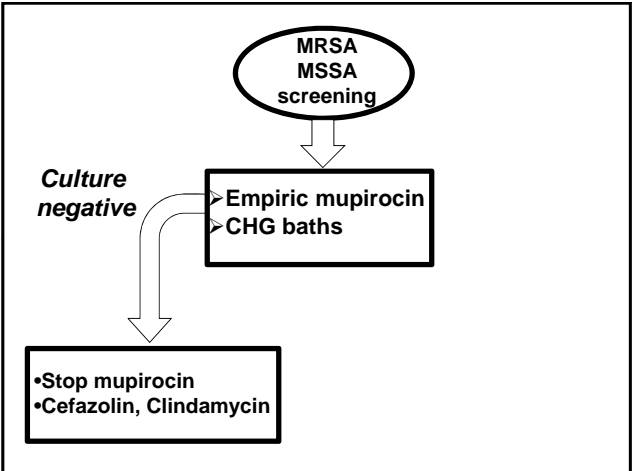 MRSA
MSSA
screening
Culture
negative
➢Empiric mupirocin
➢CHG baths
•Stop mupirocin
•Cefazolin, Clindamycin